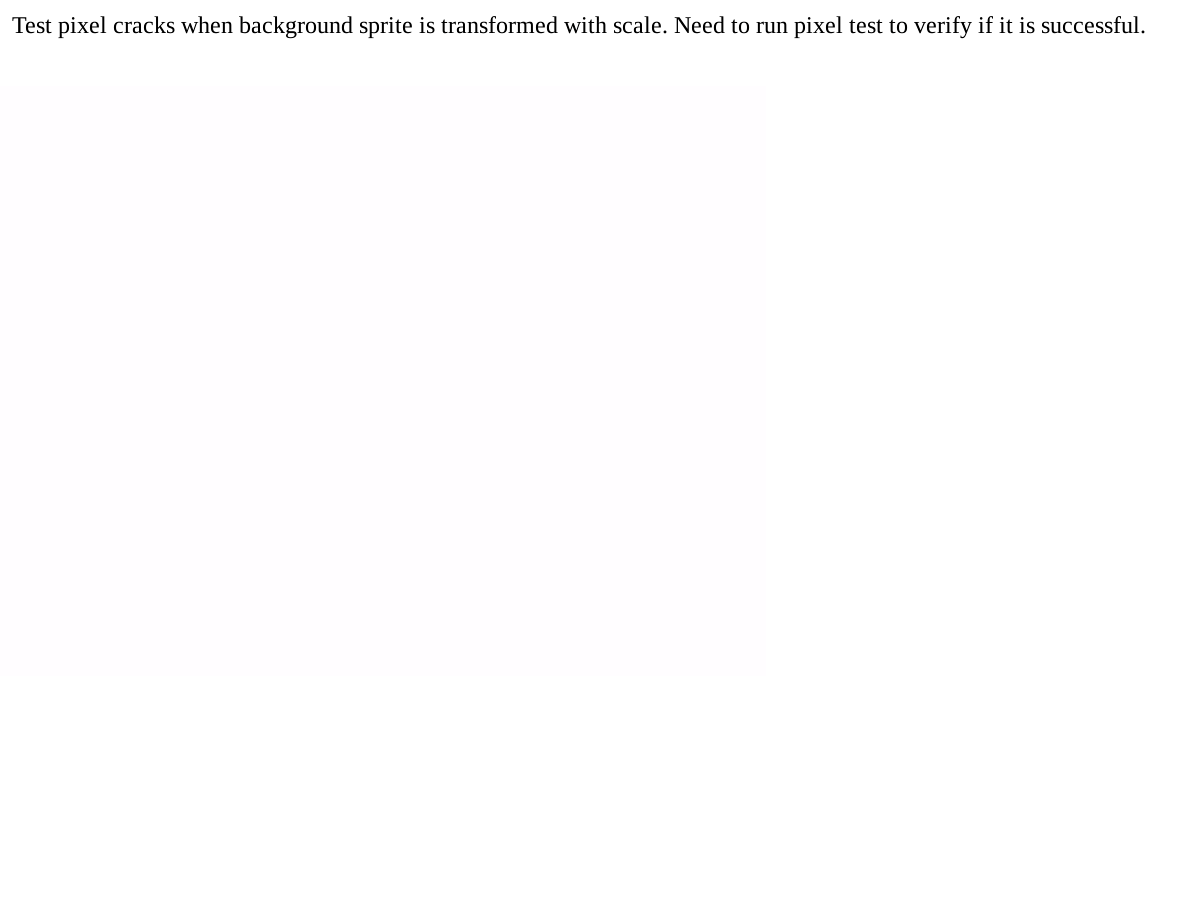 Test pixel cracks when background sprite is transformed with scale. Need to run pixel test to verify if it is successful.